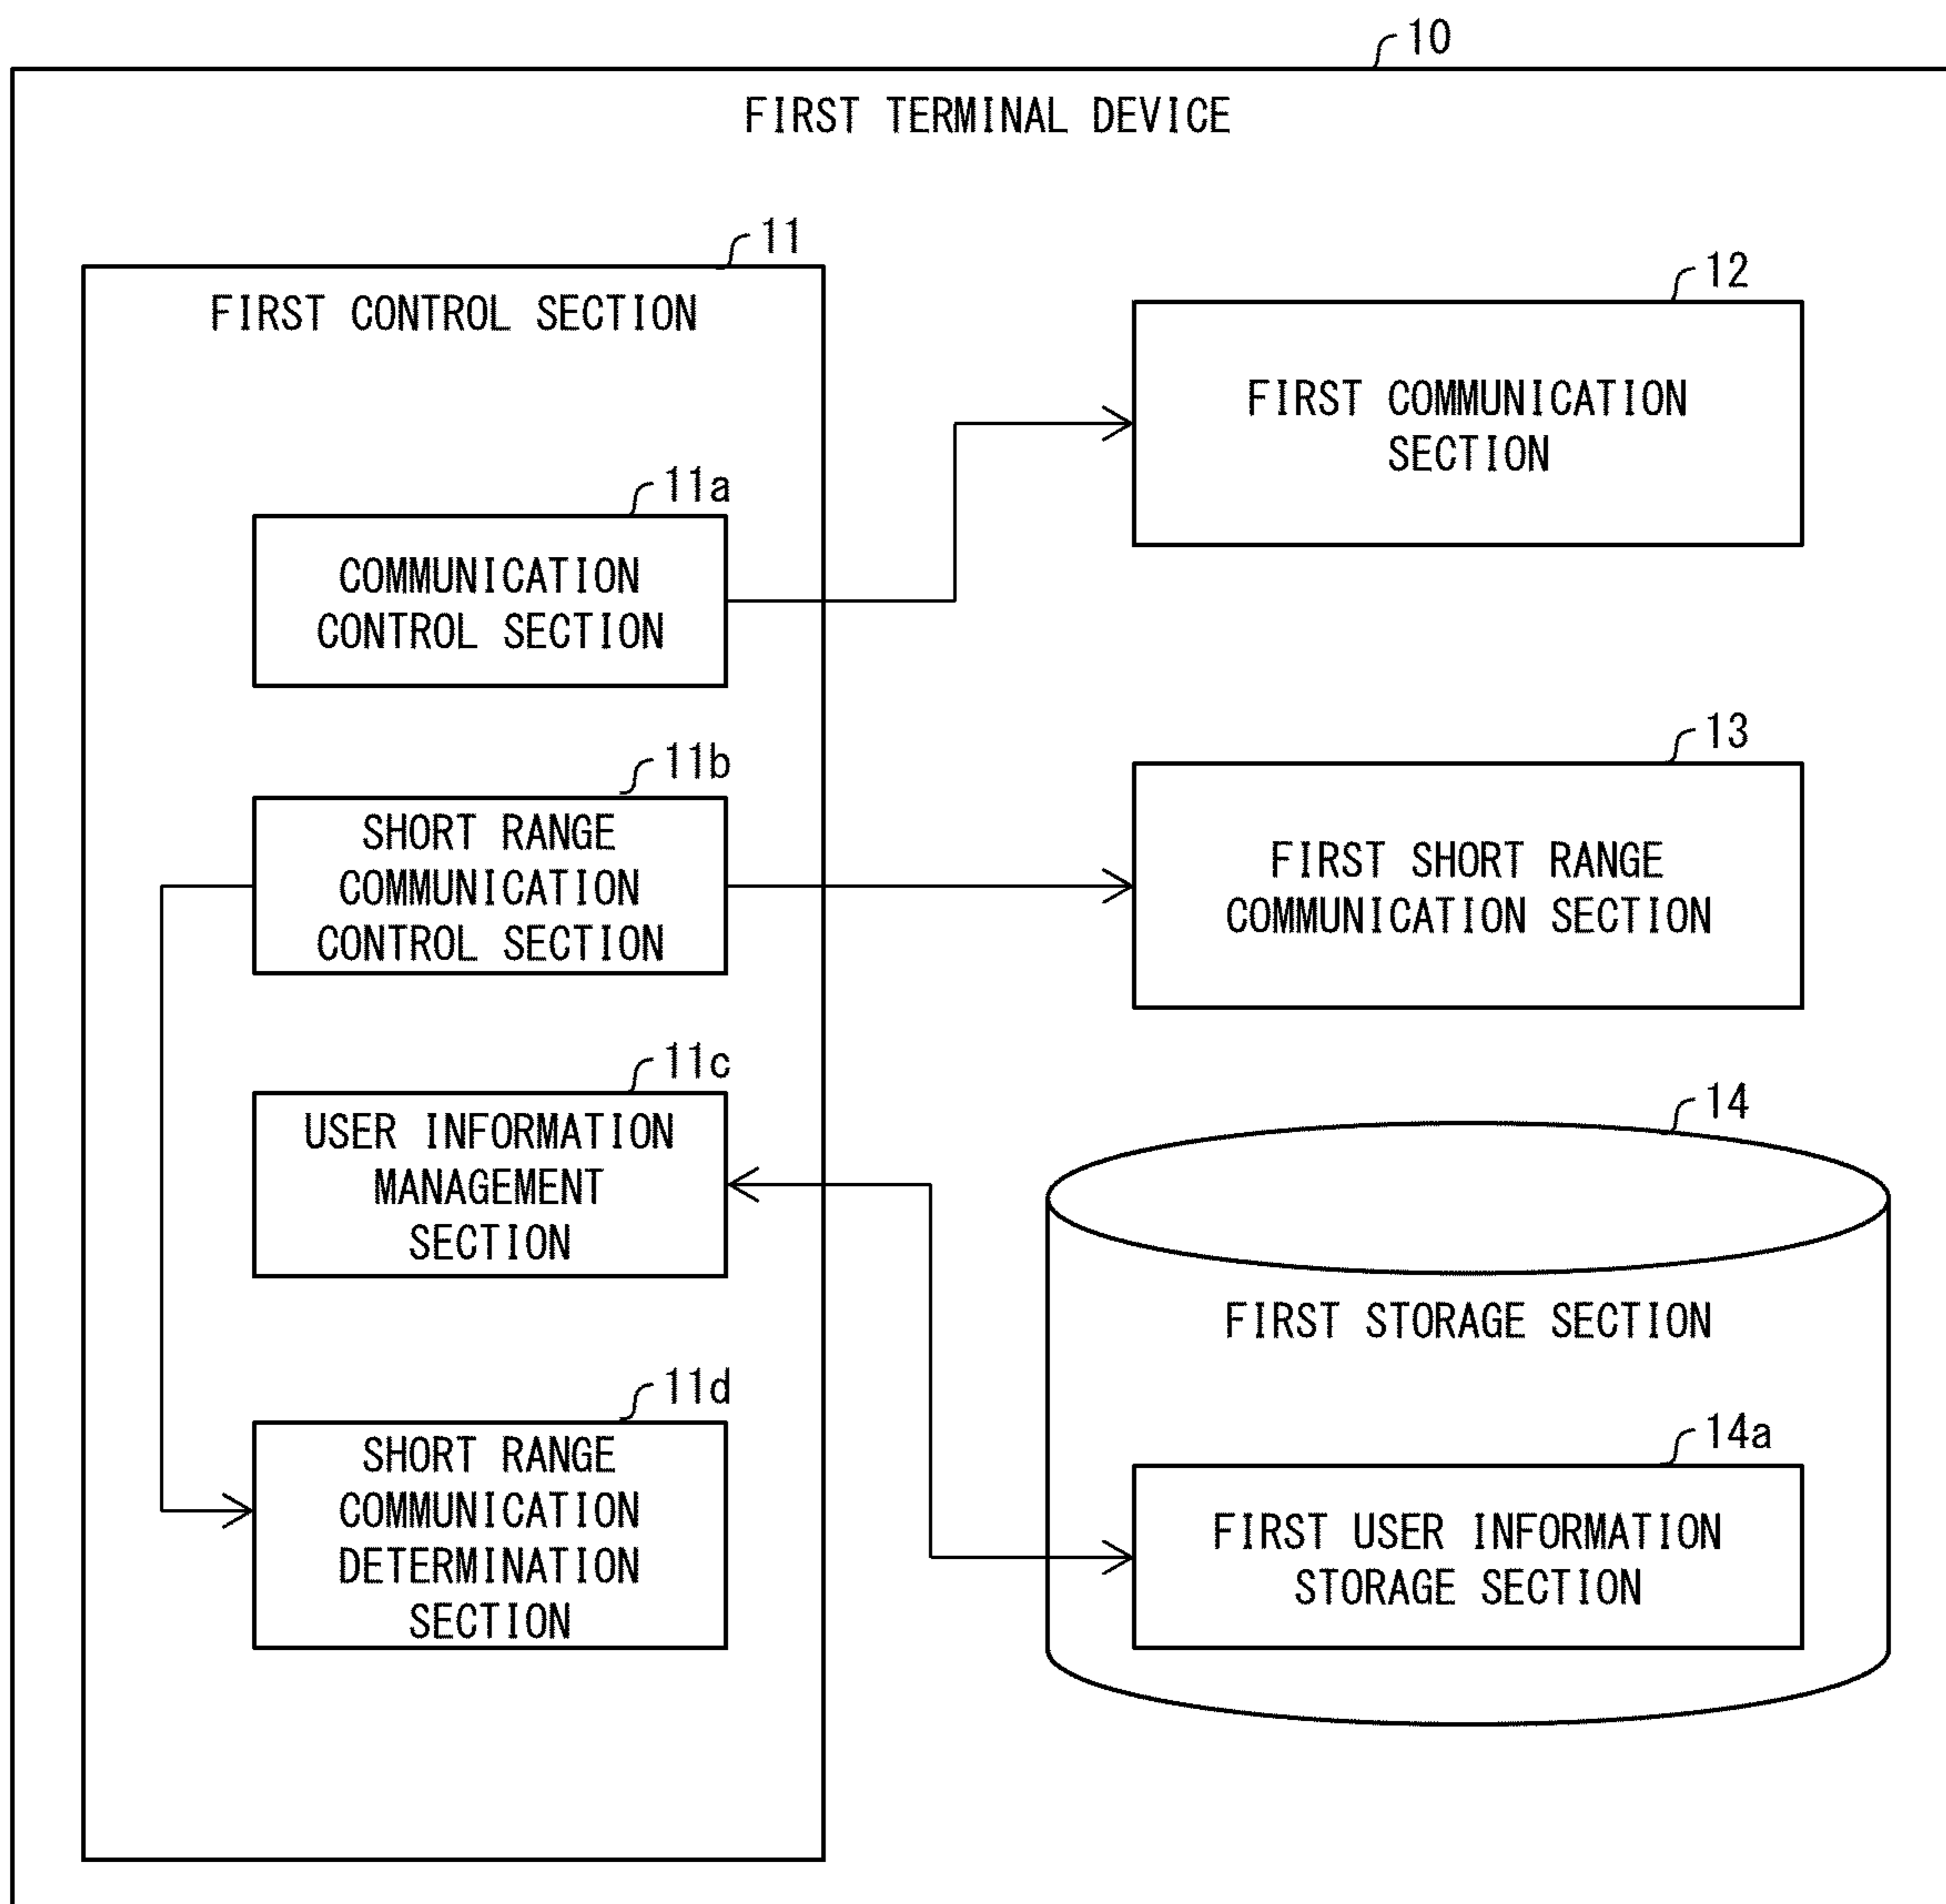 10
FIRST TERMINAL DEVICE
11
FIRST CONTROL SECTION
11a
COMMUNICATION
CONTROL SECTION
11b
SHORT RANGE
COMMUNICATION
CONTROL SECTION
11c
USER INFORMATION
MANAGEMENT
SECTION
11d
SHORT RANGE
COMMUNICATION
DETERMINATION
SECTION
12
FIRST COMMUNICATION
SECTION
13
FIRST SHORT RANGE
COMMUNICATION SECTION
14
FIRST STORAGE SECTION
14a
FIRST USER INFORMATION
STORAGE SECTION